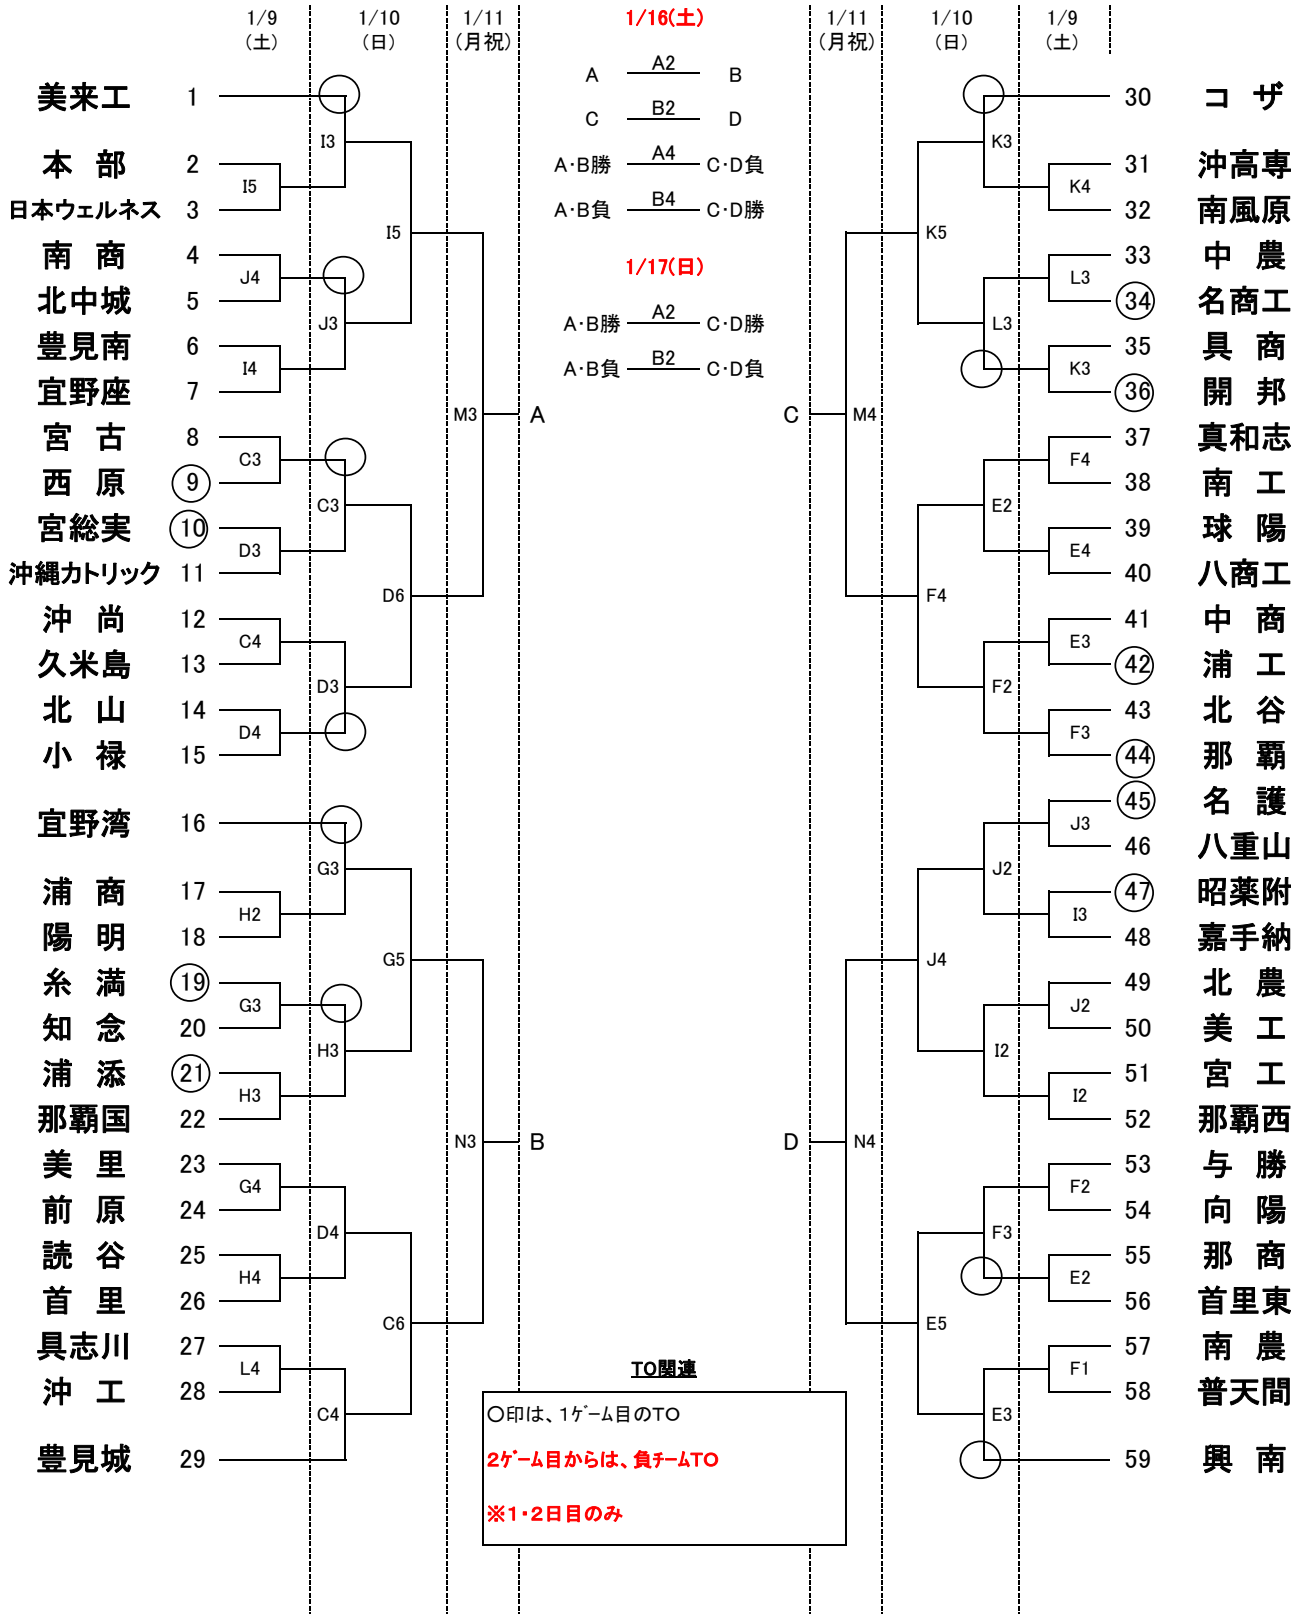 1/9 1/10 1/11 1/16(土) 1/11 1/10 1/9
(土) (日) (月祝) (月祝) (日) (土)
A A2 B
C B2 D
A・B勝 A4 C・D負
A・B負 B4 C・D勝
1/17(日)
A・B勝 A2 C・D勝
A・B負 B2 C・D負
美来工 1
本 部 2
日本ウェルネス 3
南 商 4
北中城 5
豊見南 6
宜野座 7
宮 古 8
西 原 9
宮総実 10
沖縄カトリック 11
沖 尚 12
久米島 13
北 山 14
小 禄 15
宜野湾 16
浦 商 17
陽 明 18
糸 満 19
知 念 20
浦 添 21
那覇国 22
美 里 23
前 原 24
読 谷 25
首 里 26
具志川 27
沖 工 28
豊見城 29
I5
J4
I4
C3
D3
C4
D4
H2
G3
H3
G4
H4
L4
I3
J3
C3
D3
G3
H3
D4
C4
I5
D6
G5
C6
M3
N3
A
B
C
D
M4
N4
K5
F4
J4
E5
K3
L3
E2
F2
J2
I2
F3
E3
K4
L3
K3
F4
E4
E3
F3
J3
I3
J2
I2
F2
E2
F1
30 コ ザ
31 沖高専
32 南風原
33 中 農
34 名商工
35 具 商
36 開 邦
37 真和志
38 南 工
39 球 陽
40 八商工
41 中 商
42 浦 工
43 北 谷
44 那 覇
45 名 護
46 八重山
47 昭薬附
48 嘉手納
49 北 農
50 美 工
51 宮 工
52 那覇西
53 与 勝
54 向 陽
55 那 商
56 首里東
57 南 農
58 普天間
59 興 南
TO関連
○印は、1ゲーム目のTO
2ゲーム目からは、負チームTO
※1・2日目のみ